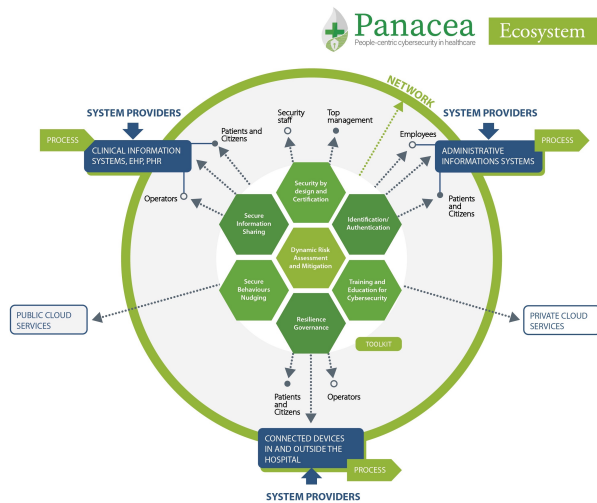 Panacea
People-centric cybersecurity in healthcare
Ecosystem
NETWORK
SYSTEM PROVIDERS
PROCESS
CLINICAL INFORMATION
SYSTEMS, EHP, PHR
Patients and
Citizens
Operators
Security
staff
Top
management
SYSTEM PROVIDERS
Employees
PROCESS
ADMINISTRATIVE
INFORMATIONS SYSTEMS
Patients
and
Citizens
Security by
design and
Certification
Secure
Information
Sharing
Identification/
Authentication
Dynamic Risk
Assessment
and Mitigation
Secure
Behaviours
Nudging
Training and
Education for
Cybersecurity
Resilience
Governance
PUBLIC CLOUD
SERVICES
PRIVATE CLOUD
SERVICES
TOOLKIT
Patients
and
Citizens
Operators
CONNECTED DEVICES
IN AND OUTSIDE THE
HOSPITAL
PROCESS
SYSTEM PROVIDERS